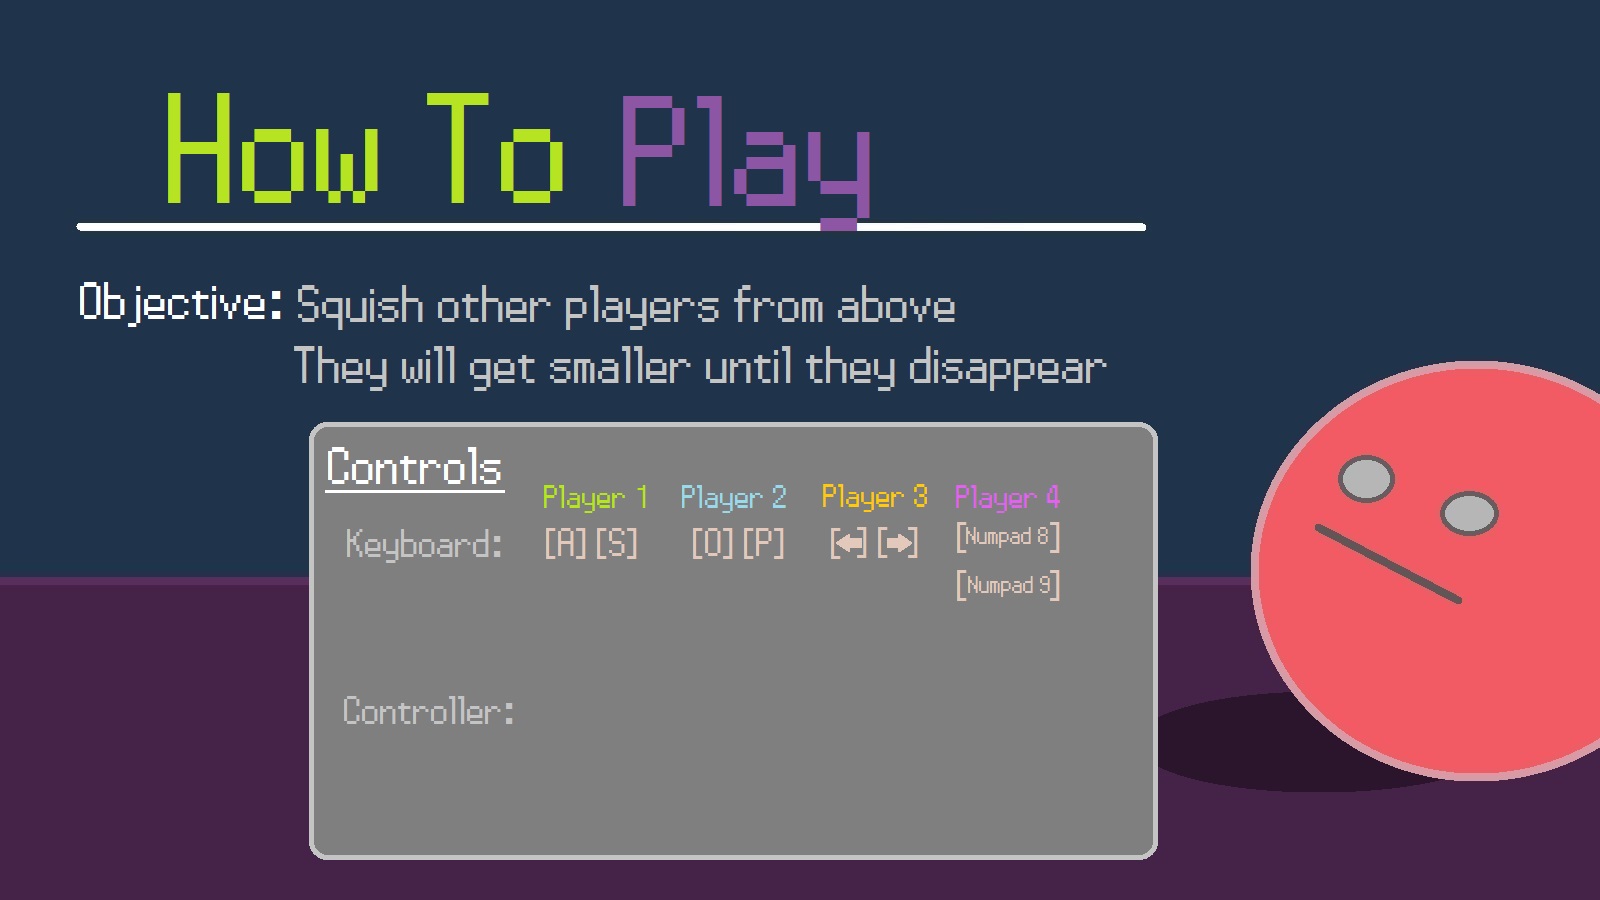 How To Play
Objective: Squish other players from above
They will get smaller until they disappear
Controls
Player 1 Player 2 Player 3 Player 4
Keyboard: [A] [S] [O] [P] [←] [→] [Numpad 8]
[Numpad 9]
Controller: